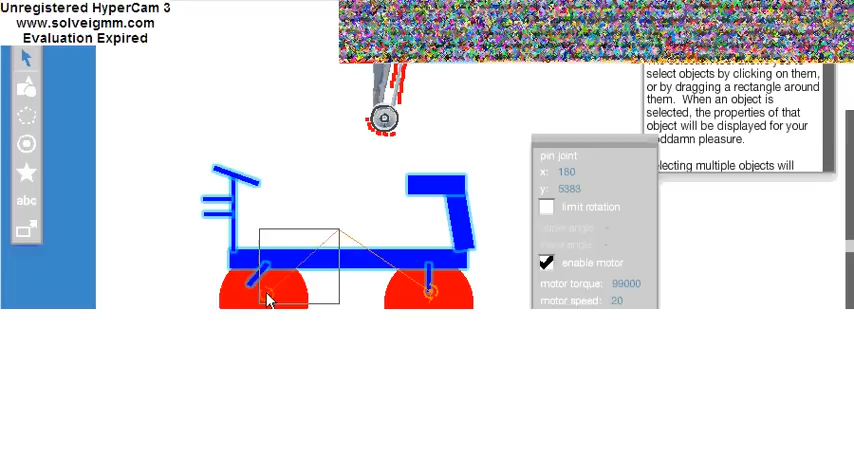 Unregistered HyperCam 3
www.solveigmm.com
Evaluation Expired
select objects by clicking on them,
or by dragging a rectangle around
them. When an object is
selected, the properties of that
object will be displayed for your
goddamn pleasure.
selecting multiple objects will
pin joint
x: 180
y: 5383
limit rotation
enable motor
motor torque: 99000
motor speed: 20
abc